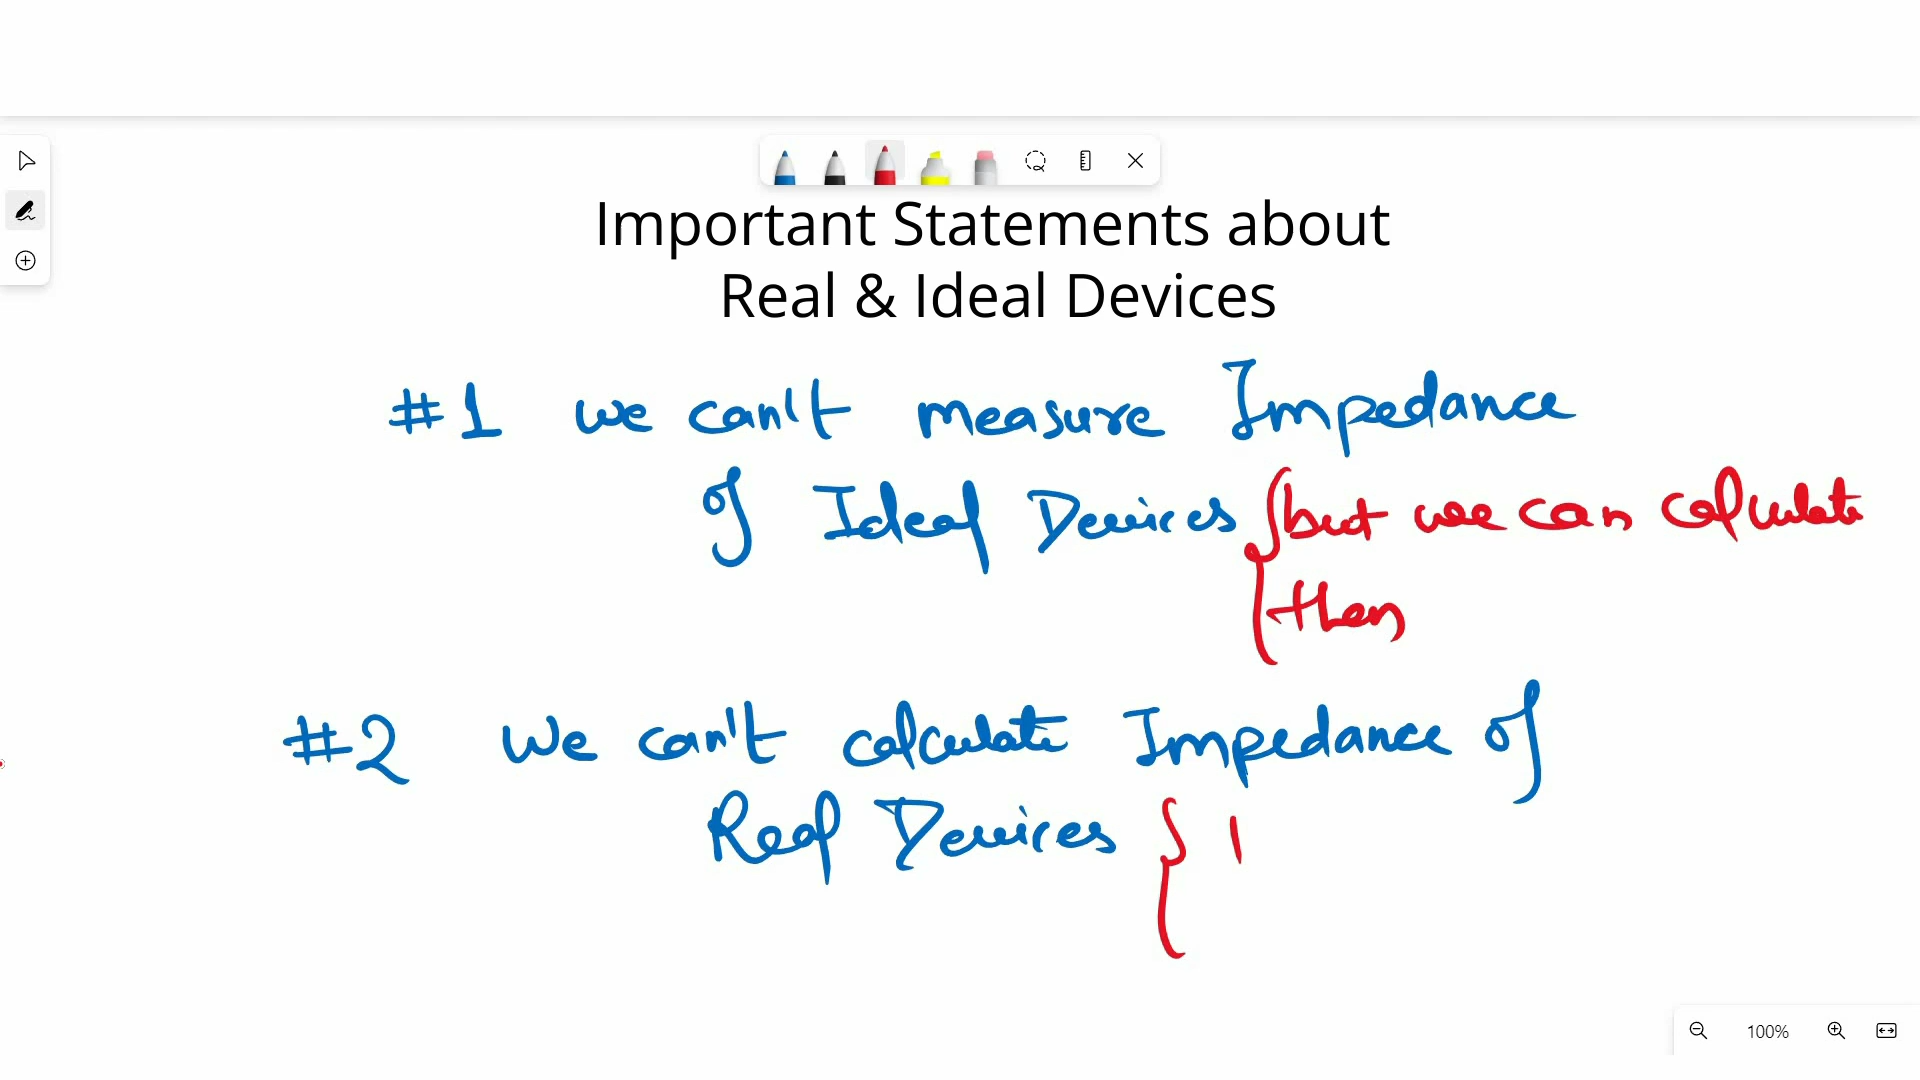 Important Statements about
Real & Ideal Devices
#1 we can't measure Impedance
of Ideal Devices { but we can calculate
them
#2 We can't calculate Impedance of
Real Devices {
100%